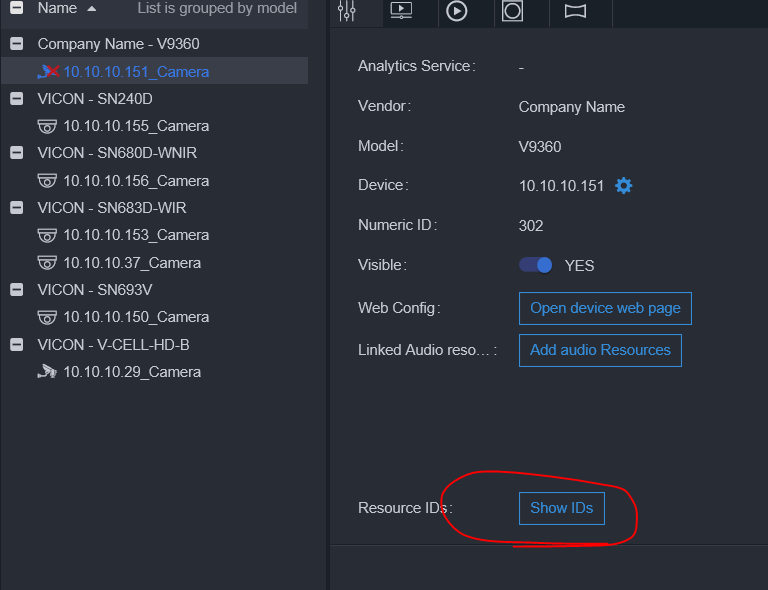 Name List is grouped by model
Company Name - V9360
10.10.10.151_Camera
VICON - SN240D
10.10.10.155_Camera
VICON - SN680D-WNIR
10.10.10.156_Camera
VICON - SN683D-WIR
10.10.10.153_Camera
10.10.10.37_Camera
VICON - SN693V
10.10.10.150_Camera
VICON - V-CELL-HD-B
10.10.10.29_Camera
Analytics Service: -
Vendor: Company Name
Model: V9360
Device: 10.10.10.151
Numeric ID: 302
Visible: YES
Web Config: Open device web page
Linked Audio reso... : Add audio Resources
Resource IDs: Show IDs